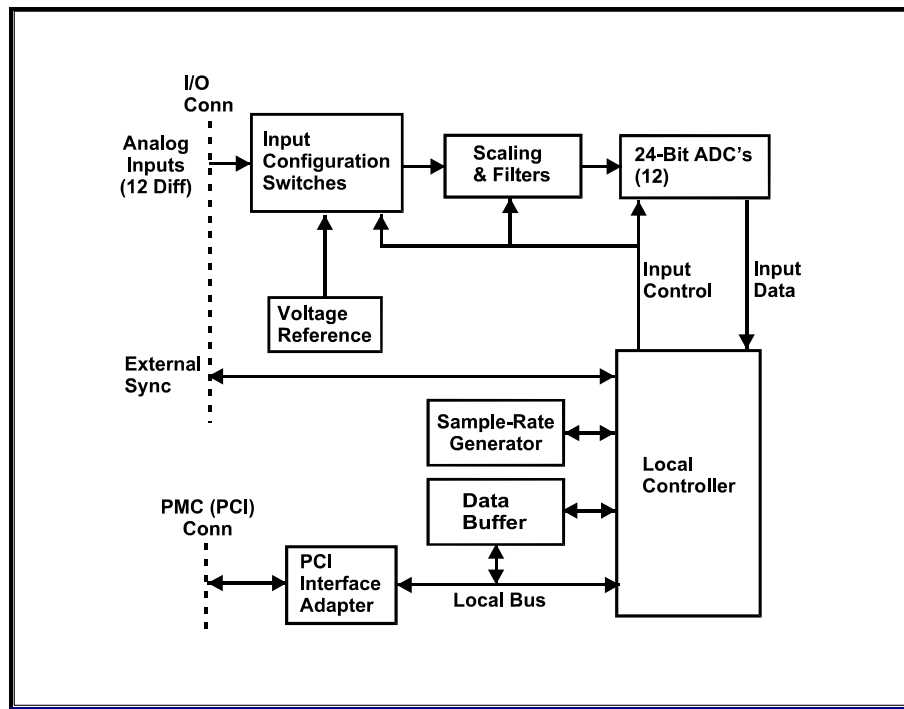 I/O
Conn
Analog
Inputs
(12 Diff)
Input
Configuration
Switches
Scaling
& Filters
24-Bit ADC's
(12)
Input
Control
Input
Data
Voltage
Reference
External
Sync
Sample-Rate
Generator
Local
Controller
Data
Buffer
PMC (PCI)
Conn
PCI
Interface
Adapter
Local Bus